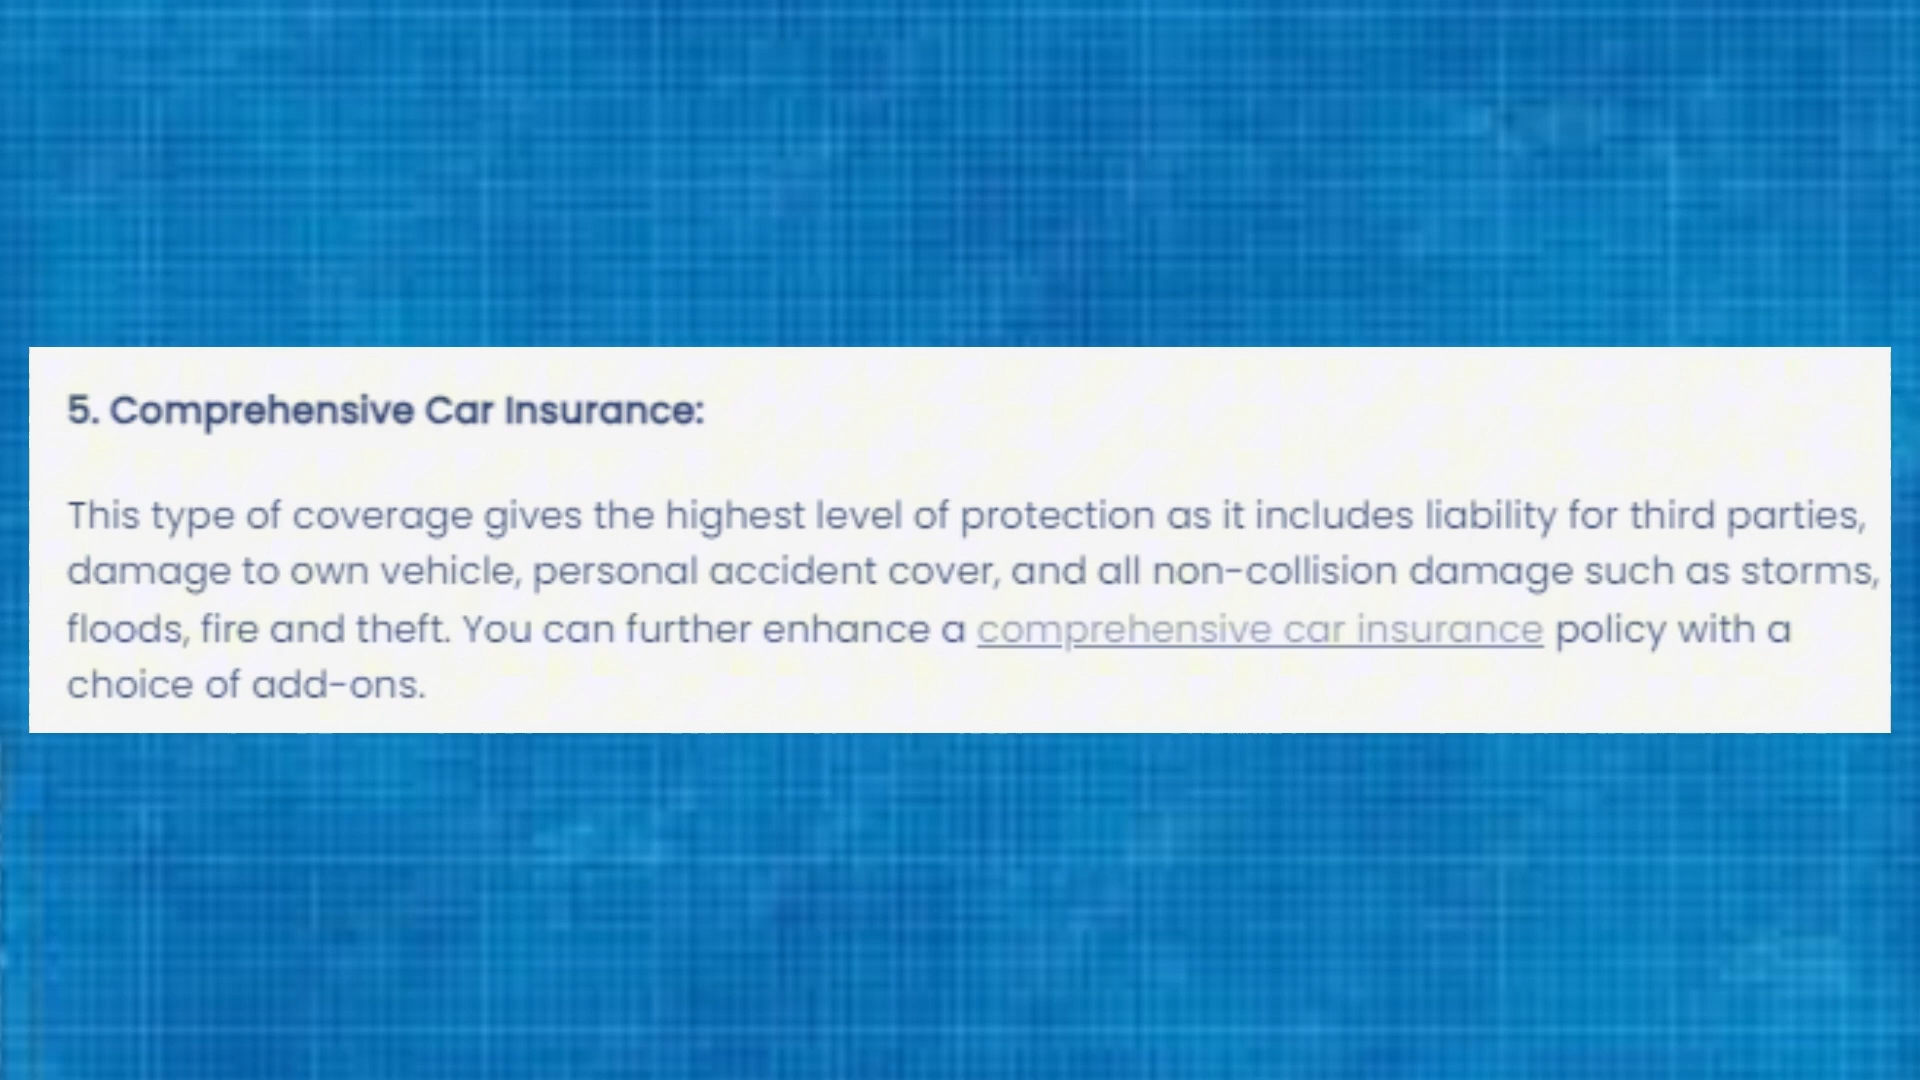 5. Comprehensive Car Insurance:
This type of coverage gives the highest level of protection as it includes liability for third parties,
damage to own vehicle, personal accident cover, and all non-collision damage such as storms,
floods, fire and theft. You can further enhance a comprehensive car insurance policy with a
choice of add-ons.